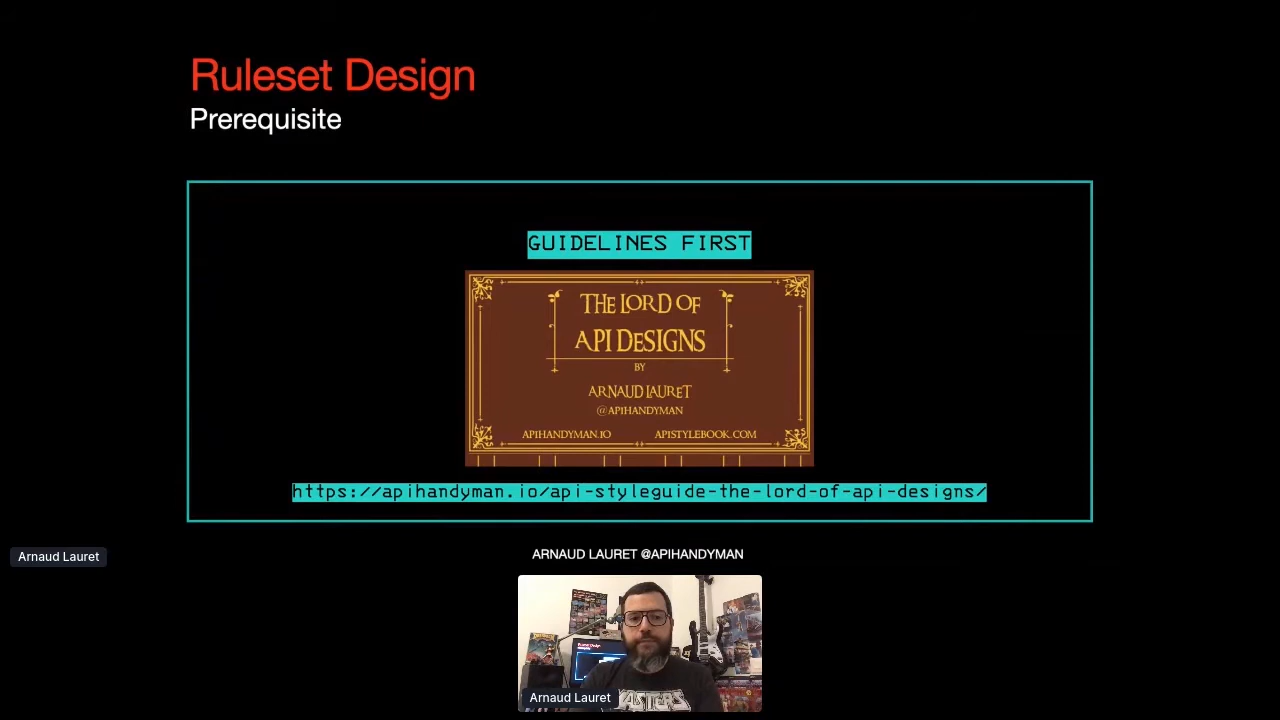 Ruleset Design
Prerequisite
GUIDELINES FIRST
THE LORD OF
API DESIGNS
BY
ARNAUD LAURET
@APIHANDYMAN
APIHANDYMAN.IO APISTYLEBOOK.COM
https://apihandyman.io/api-styleguide-the-lord-of-api-designs/
Arnaud Lauret
ARNAUD LAURET @APIHANDYMAN
Arnaud Lauret
MASTERS